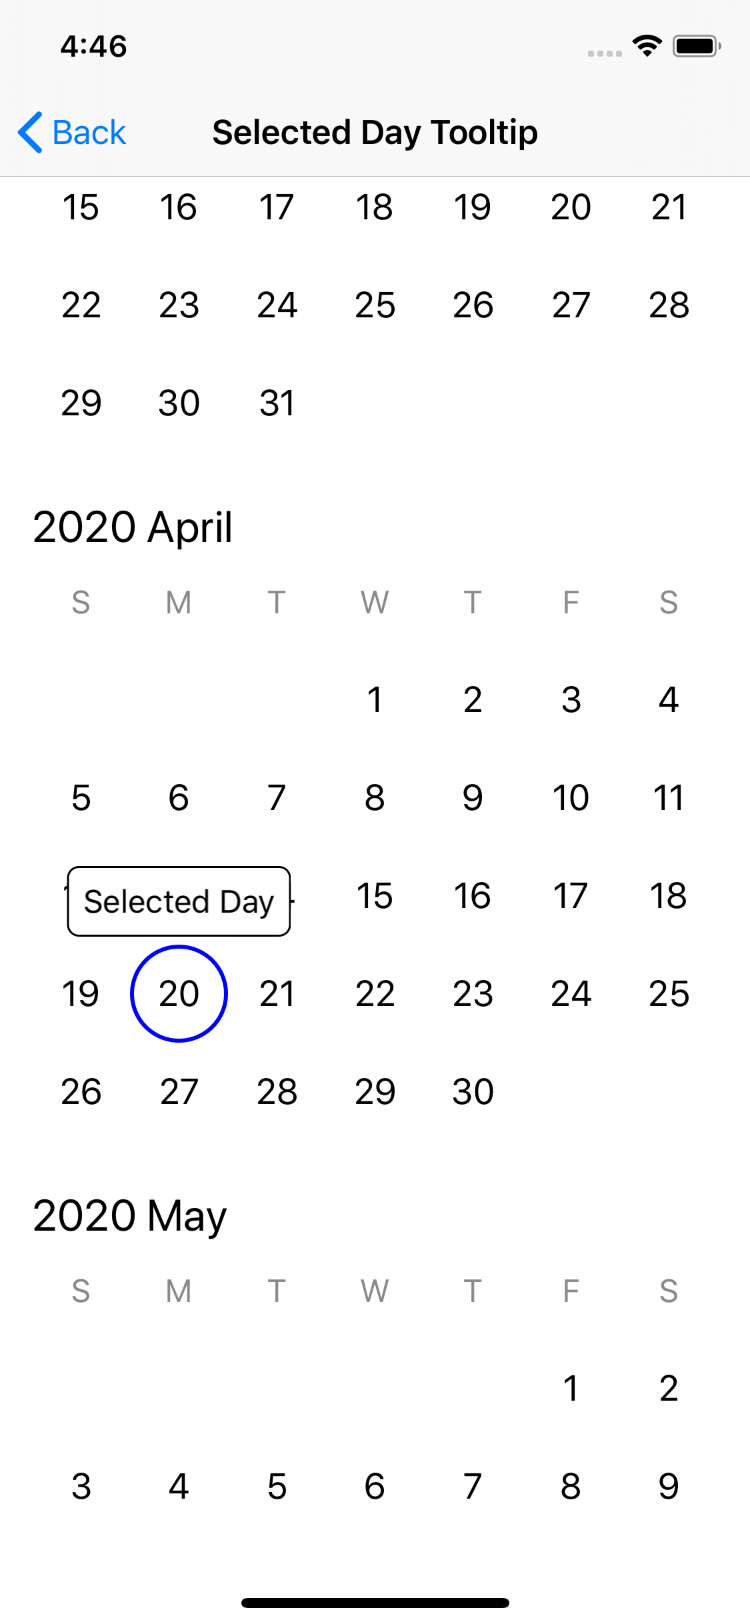 4:46
Back Selected Day Tooltip
15 16 17 18 19 20 21
22 23 24 25 26 27 28
29 30 31
2020 April
S M T W T F S
1 2 3 4
5 6 7 8 9 10 11
Selected Day 15 16 17 18
19 20 21 22 23 24 25
26 27 28 29 30
2020 May
S M T W T F S
1 2
3 4 5 6 7 8 9